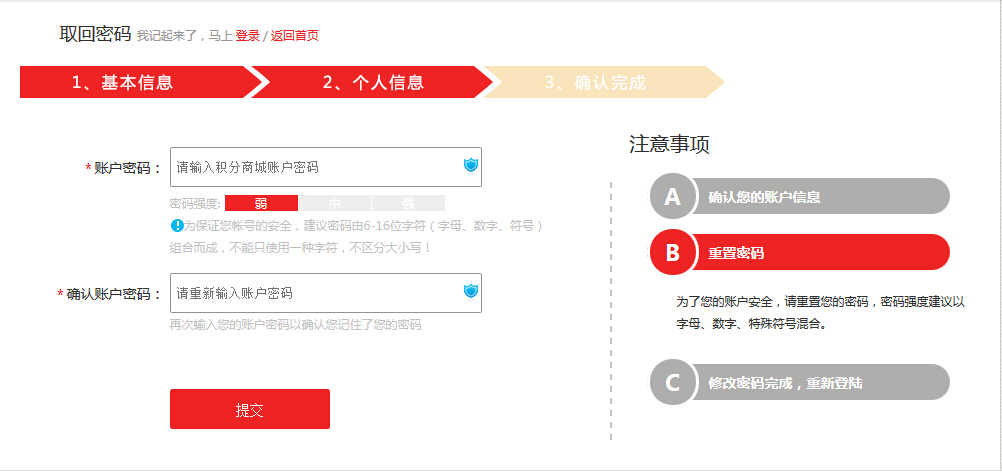 取回密码 我记起来了，马上 登录 / 返回首页
1、基本信息 2、个人信息 3、确认完成
* 账户密码： 请输入积分商城账户密码
密码强度: 弱 中 强
为保证您帐号的安全，建议密码由6-16位字符（字母、数字、符号）
组合而成，不能只使用一种字符，不区分大小写！
* 确认账户密码： 请重新输入账户密码
再次输入您的账户密码以确认您记住了您的密码
提交
注意事项
A 确认您的账户信息
B 重置密码
为了您的账户安全，请重置您的密码，密码强度建议以
字母、数字、特殊符号混合。
C 修改密码完成，重新登陆